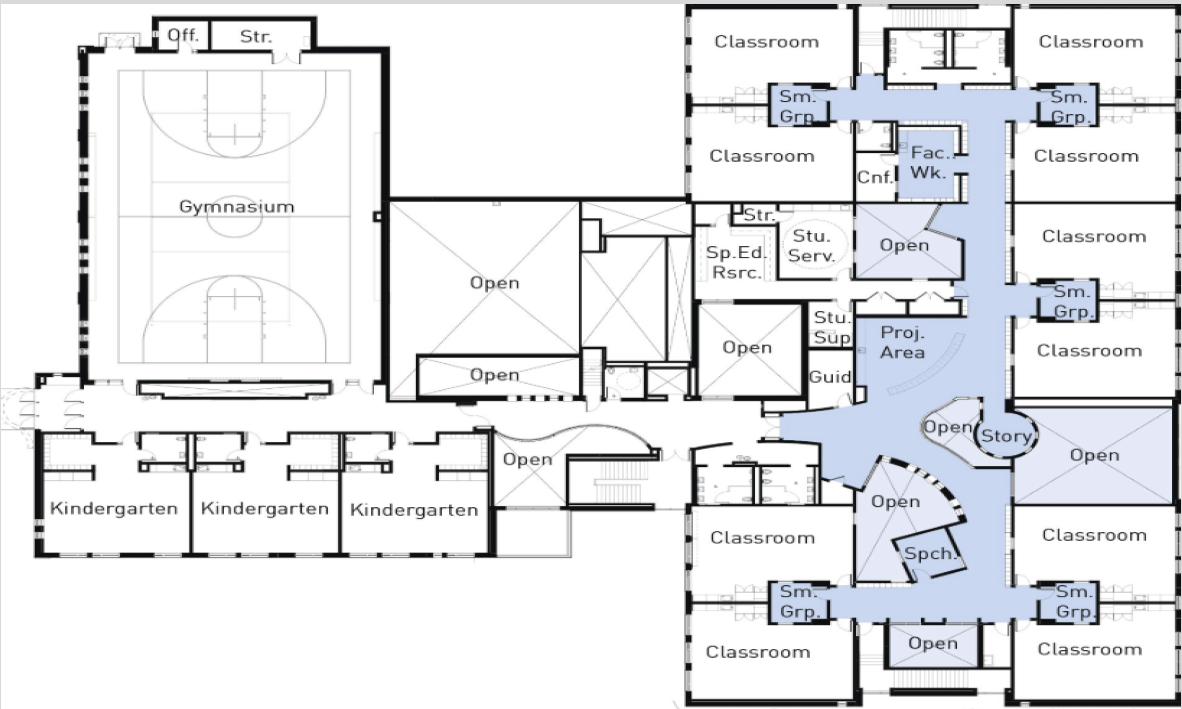 Off.
Str.
Gymnasium
Classroom
Classroom
Sm.
Grp.
Sm.
Grp.
Classroom
Classroom
Fac.
Wk.
Cnf.
Str.
Stu.
Serv.
Sp.Ed.
Rsrc.
Open
Classroom
Open
Sm.
Grp.
Stu.
Sup
Proj.
Area
Open
Classroom
Open
Guid
Open
Story
Open
Open
Open
Kindergarten
Kindergarten
Kindergarten
Classroom
Classroom
Spch.
Sm.
Grp.
Sm.
Grp.
Classroom
Open
Classroom